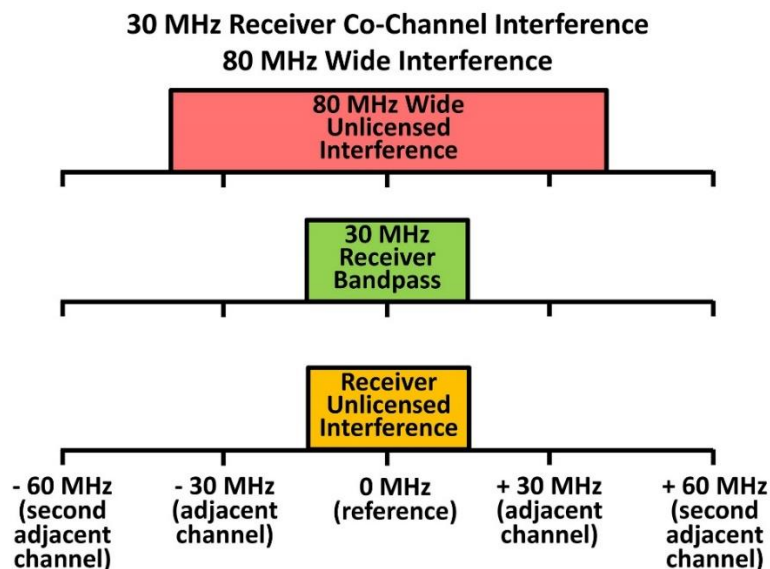 30 MHz Receiver Co-Channel Interference
80 MHz Wide Interference
80 MHz Wide
Unlicensed
Interference
30 MHz
Receiver
Bandpass
Receiver
Unlicensed
Interference
- 60 MHz
(second
adjacent
channel)
- 30 MHz
(adjacent
channel)
0 MHz
(reference)
+ 30 MHz
(adjacent
channel)
+ 60 MHz
(second
adjacent
channel)